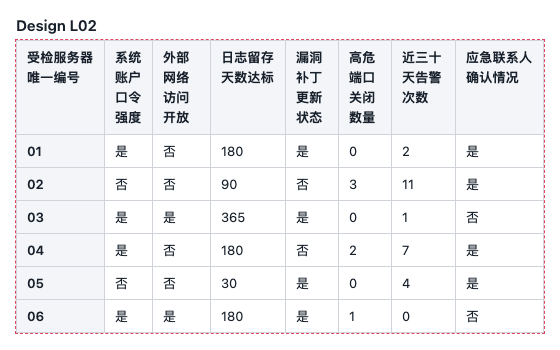 Design L02
受检服务器唯一编号 系统账户口令强度 外部网络访问开放 日志留存天数达标 漏洞补丁更新状态 高危端口关闭数量 近三十天告警次数 应急联系人确认情况
01 是 否 180 是 0 2 是
02 否 否 90 否 3 11 是
03 是 是 365 是 0 1 否
04 是 否 180 否 2 7 是
05 否 否 30 是 0 4 是
06 是 是 180 是 1 0 否